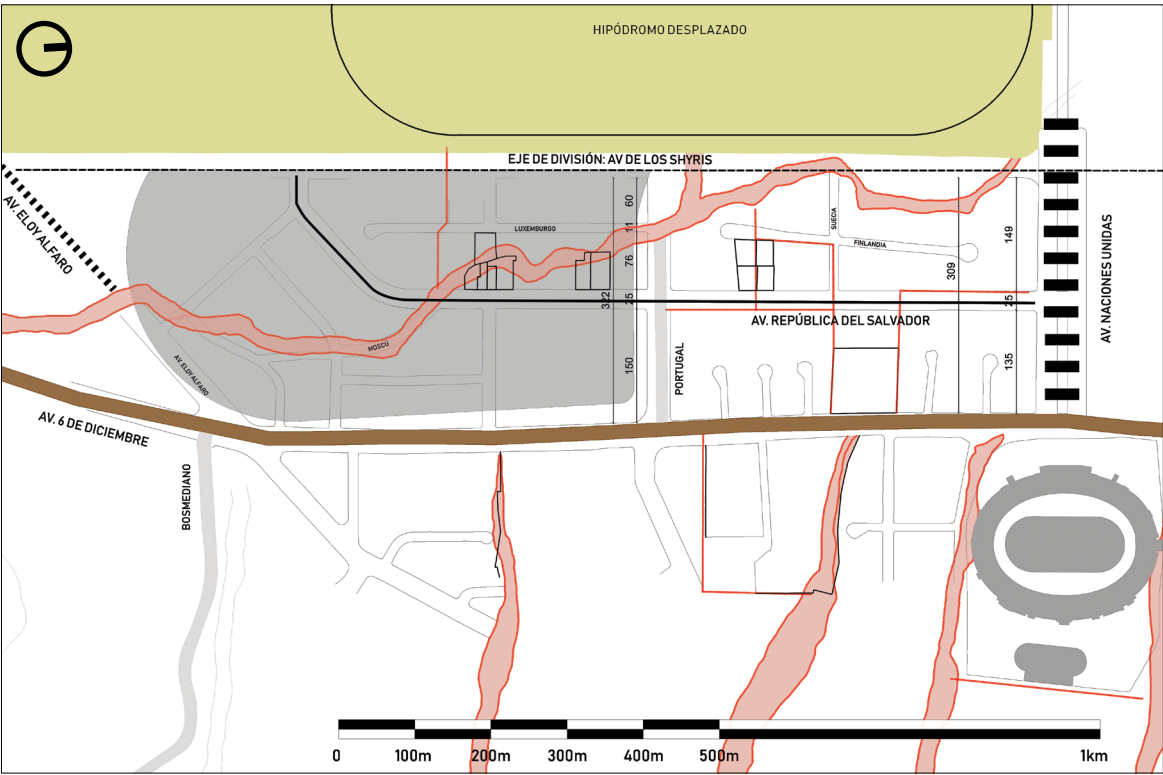 HIPÓDROMO DESPLAZADO
EJE DE DIVISIÓN: AV DE LOS SHYRIS
AV. ELOY ALFARO
60
11
76
322
25
150
LUXEMBURGO
SUECIA
FINLANDIA
149
309
25
135
AV. NACIONES UNIDAS
AV. REPÚBLICA DEL SALVADOR
MOSCU
AV. ELOY ALFARO
PORTUGAL
AV. 6 DE DICIEMBRE
BOSMEDIANO
0 100m 200m 300m 400m 500m 1km